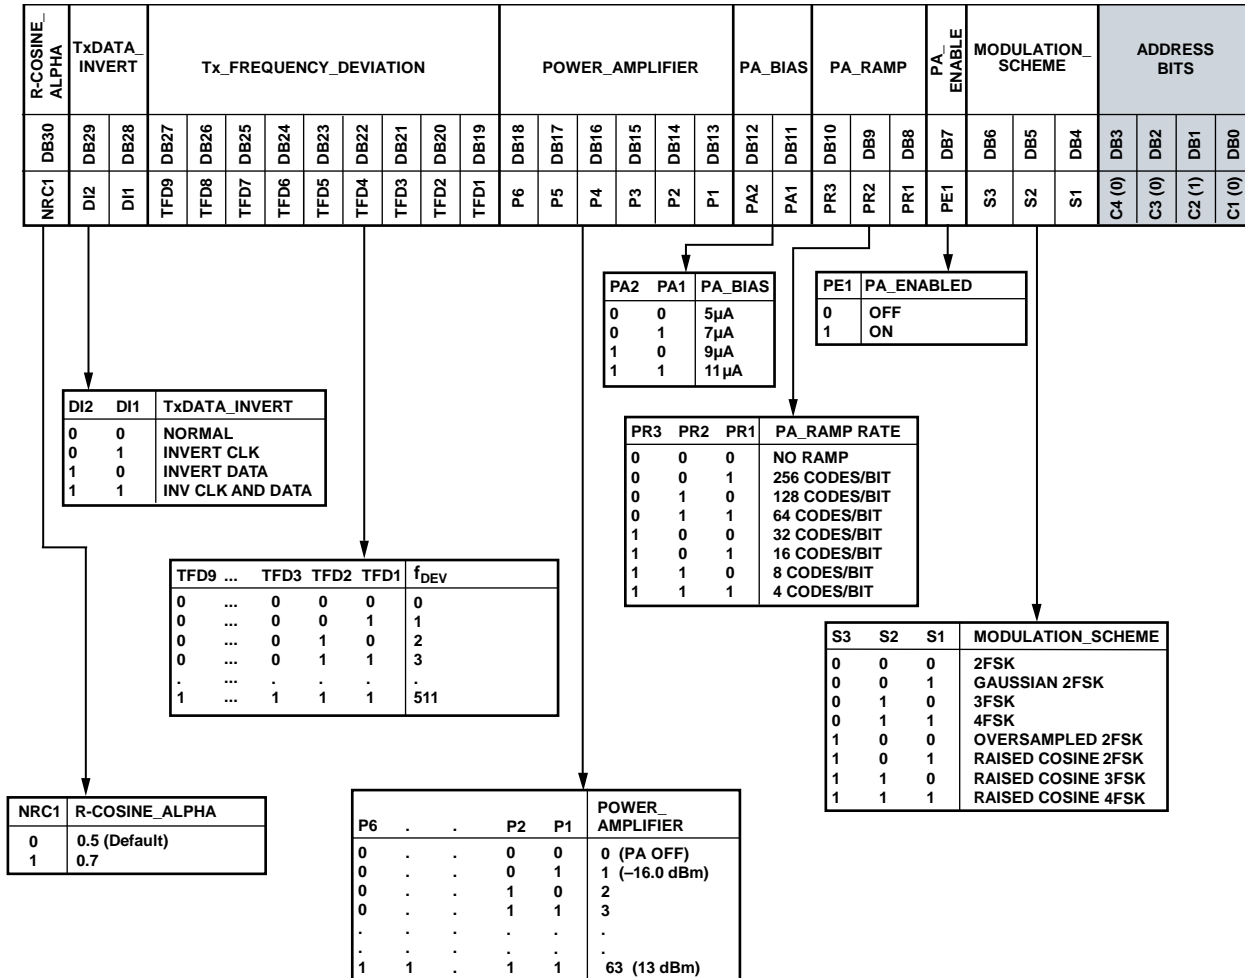 R-COSINE_ALPHA TxDATA_INVERT Tx_FREQUENCY_DEVIATION POWER_AMPLIFIER PA_BIAS PA_RAMP PA_ENABLE MODULATION_SCHEME ADDRESS BITS
DB30 DB29 DB28 DB27 DB26 DB25 DB24 DB23 DB22 DB21 DB20 DB19 DB18 DB17 DB16 DB15 DB14 DB13 DB12 DB11 DB10 DB9 DB8 DB7 DB6 DB5 DB4 DB3 DB2 DB1 DB0
NRC1 DI2 DI1 TFD9 TFD8 TFD7 TFD6 TFD5 TFD4 TFD3 TFD2 TFD1 P6 P5 P4 P3 P2 P1 PA2 PA1 PR3 PR2 PR1 PE1 S3 S2 S1 C4 (0) C3 (0) C2 (1) C1 (0)
PA2 PA1 PA_BIAS
0 0 5µA
0 1 7µA
1 0 9µA
1 1 11µA
PE1 PA_ENABLED
0 OFF
1 ON
DI2 DI1 TxDATA_INVERT
0 0 NORMAL
0 1 INVERT CLK
1 0 INVERT DATA
1 1 INV CLK AND DATA
PR3 PR2 PR1 PA_RAMP RATE
0 0 0 NO RAMP
0 0 1 256 CODES/BIT
0 1 0 128 CODES/BIT
0 1 1 64 CODES/BIT
1 0 0 32 CODES/BIT
1 0 1 16 CODES/BIT
1 1 0 8 CODES/BIT
1 1 1 4 CODES/BIT
TFD9 ... TFD3 TFD2 TFD1 fDEV
0 ... 0 0 0 0
0 ... 0 0 1 1
0 ... 0 1 0 2
0 ... 0 1 1 3
. ... . . . .
1 ... 1 1 1 511
S3 S2 S1 MODULATION_SCHEME
0 0 0 2FSK
0 0 1 GAUSSIAN 2FSK
0 1 0 3FSK
0 1 1 4FSK
1 0 0 OVERSAMPLED 2FSK
1 0 1 RAISED COSINE 2FSK
1 1 0 RAISED COSINE 3FSK
1 1 1 RAISED COSINE 4FSK
NRC1 R-COSINE_ALPHA
0 0.5 (Default)
1 0.7
P6 . . P2 P1 POWER_AMPLIFIER
0 . . 0 0 0 (PA OFF)
0 . . 0 1 1 (–16.0 dBm)
0 . . 1 0 2
0 . . 1 1 3
. . . . . .
. . . . . .
1 1 . 1 1 63 (13 dBm)